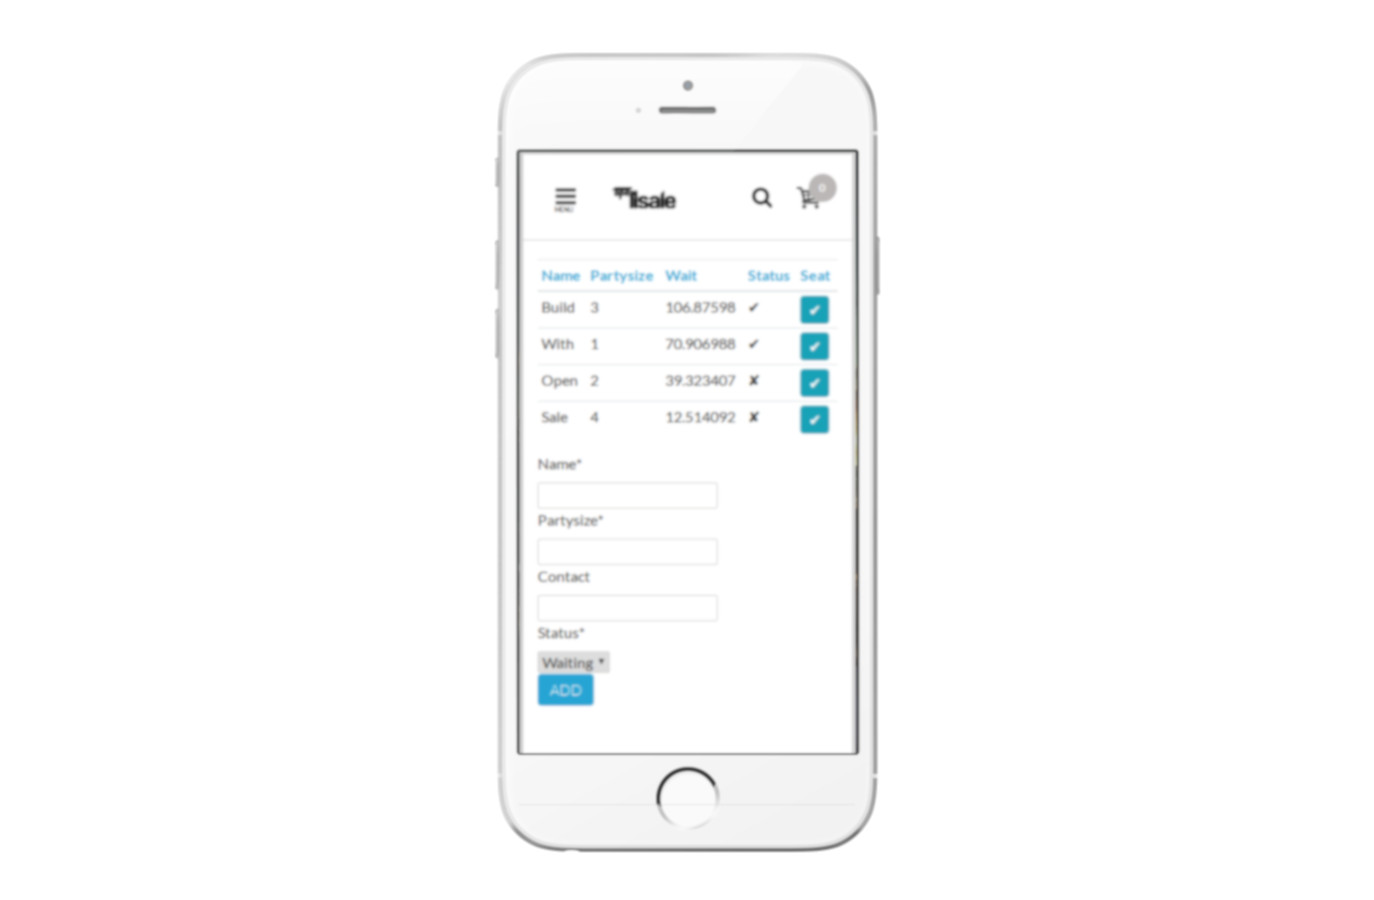 MENU
0
Name Partysize Wait Status Seat
Build 3 106.87598 ✔ ✔
With 1 70.906988 ✔ ✔
Open 2 39.323407 ✘ ✔
Sale 4 12.514092 ✘ ✔
Name*
Partysize*
Contact
Status*
Waiting ▼
ADD